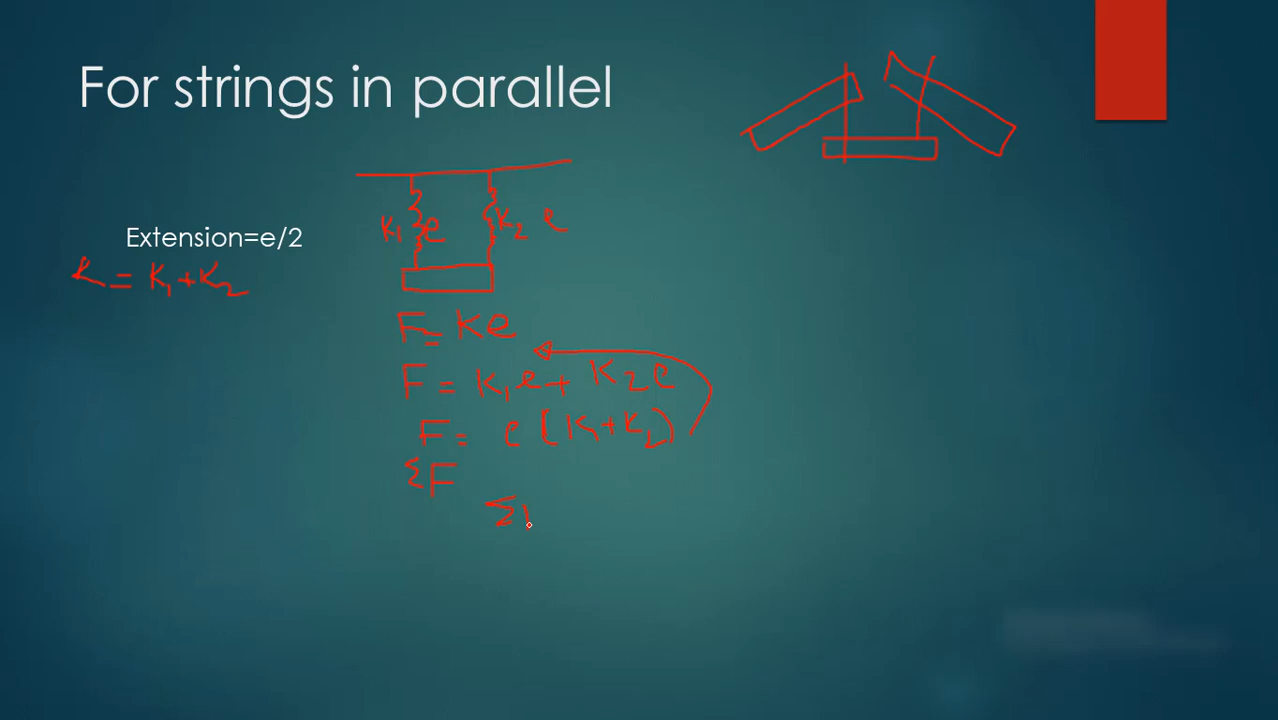 For strings in parallel
K₁ e K₂ e
Extension=e/2
K = K₁+K₂
F = Ke
F = K₁e + K₂e
F = e (K₁+K₂)
ΣF
Σ